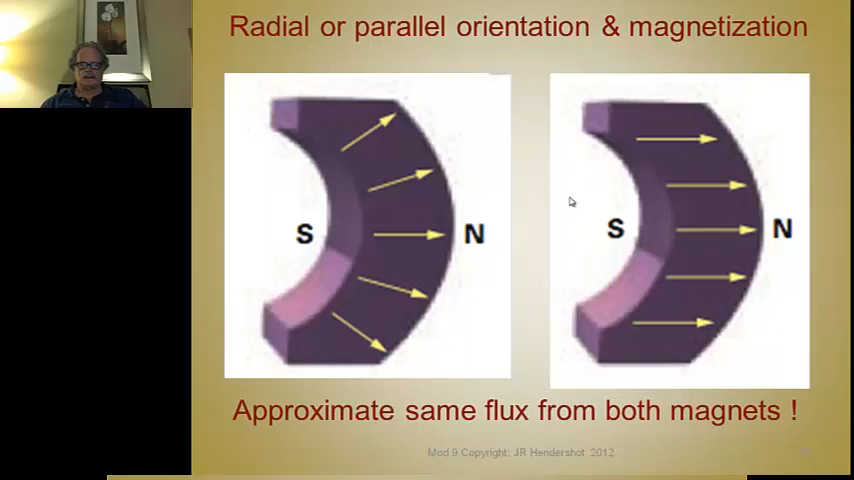 Radial or parallel orientation & magnetization
S N S N
Approximate same flux from both magnets !
Mod 9 Copyright: JR Hendershot 2012